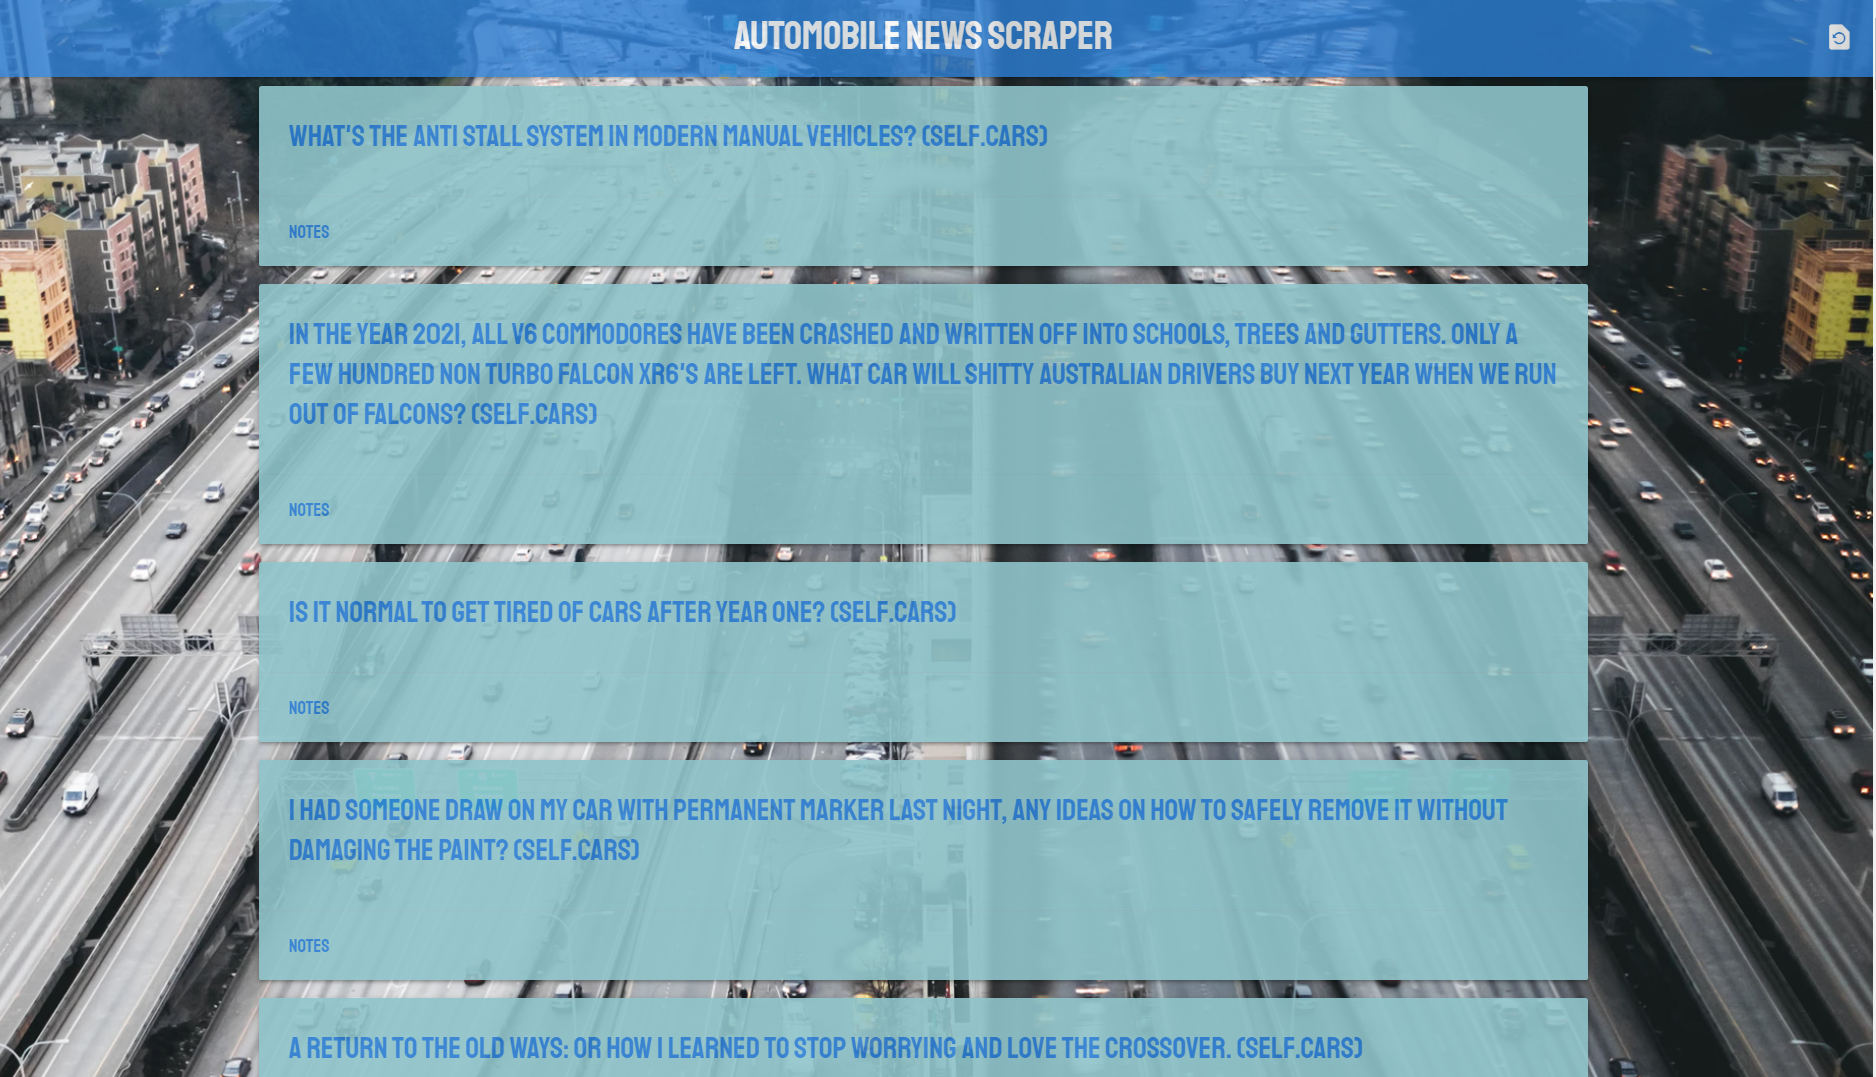 AUTOMOBILE NEWS SCRAPER
WHAT'S THE ANTI STALL SYSTEM IN MODERN MANUAL VEHICLES? (SELF.CARS)
NOTES
IN THE YEAR 2021, ALL V6 COMMODORES HAVE BEEN CRASHED AND WRITTEN OFF INTO SCHOOLS, TREES AND GUTTERS. ONLY A
FEW HUNDRED NON TURBO FALCON XR6'S ARE LEFT. WHAT CAR WILL SHITTY AUSTRALIAN DRIVERS BUY NEXT YEAR WHEN WE RUN
OUT OF FALCONS? (SELF.CARS)
NOTES
IS IT NORMAL TO GET TIRED OF CARS AFTER YEAR ONE? (SELF.CARS)
NOTES
I HAD SOMEONE DRAW ON MY CAR WITH PERMANENT MARKER LAST NIGHT, ANY IDEAS ON HOW TO SAFELY REMOVE IT WITHOUT
DAMAGING THE PAINT? (SELF.CARS)
NOTES
A RETURN TO THE OLD WAYS: OR HOW I LEARNED TO STOP WORRYING AND LOVE THE CROSSOVER. (SELF.CARS)